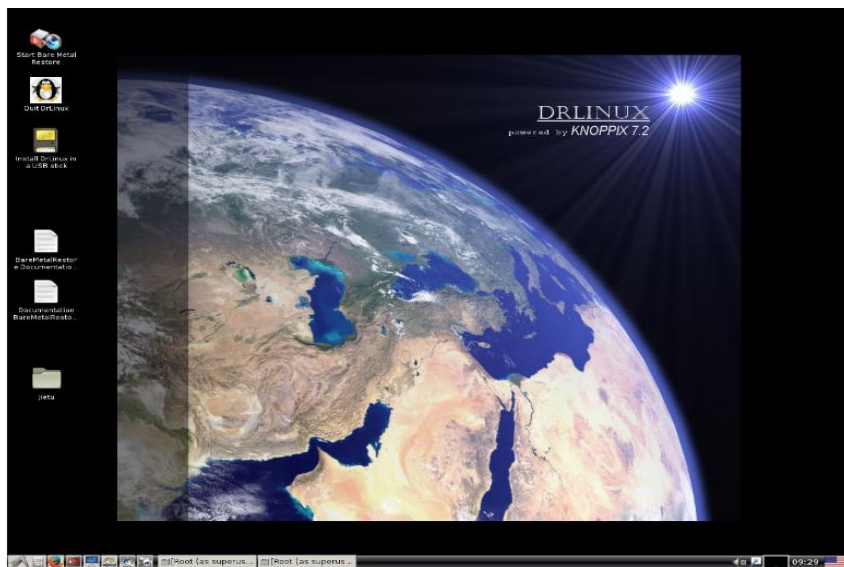 Start Bare Metal
Restore
Quit DrLinux
Install DrLinux in
a USB stick
BareMetalRestor
e Documentatio...
Documentation
BareMetalResto...
jietu
DRLINUX
powered by KNOPPIX 7.2
[Root (as superus...
[Root (as superus...
09:29